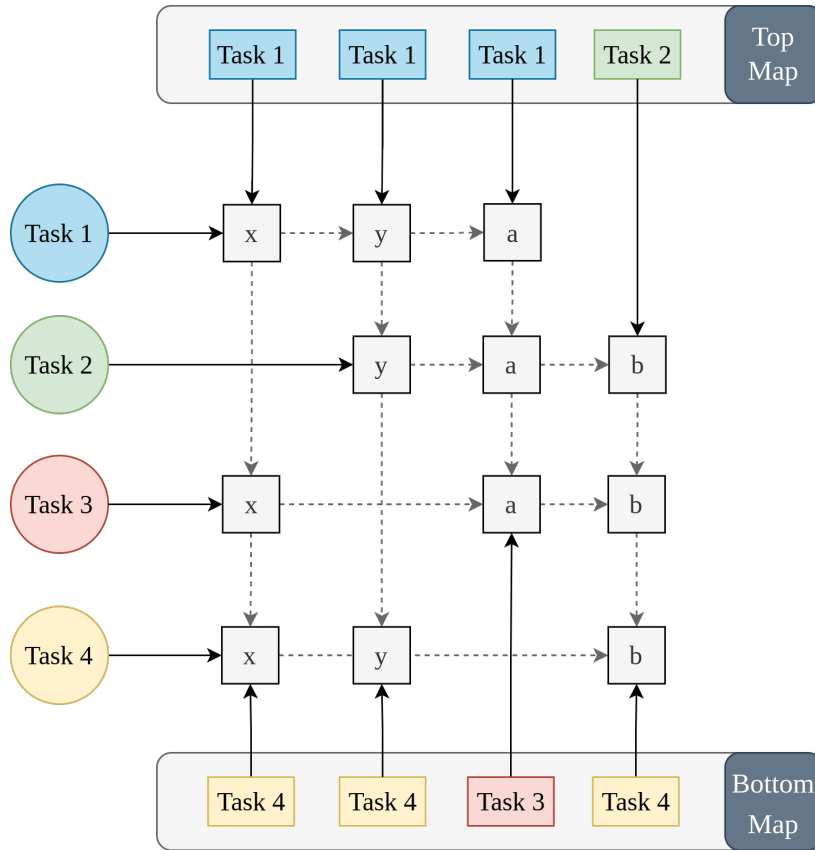 Task 1
Task 1
Task 1
Task 2
Top
Map
Task 1
x
y
a
Task 2
y
a
b
Task 3
x
a
b
Task 4
x
y
b
Task 4
Task 4
Task 3
Task 4
Bottom
Map